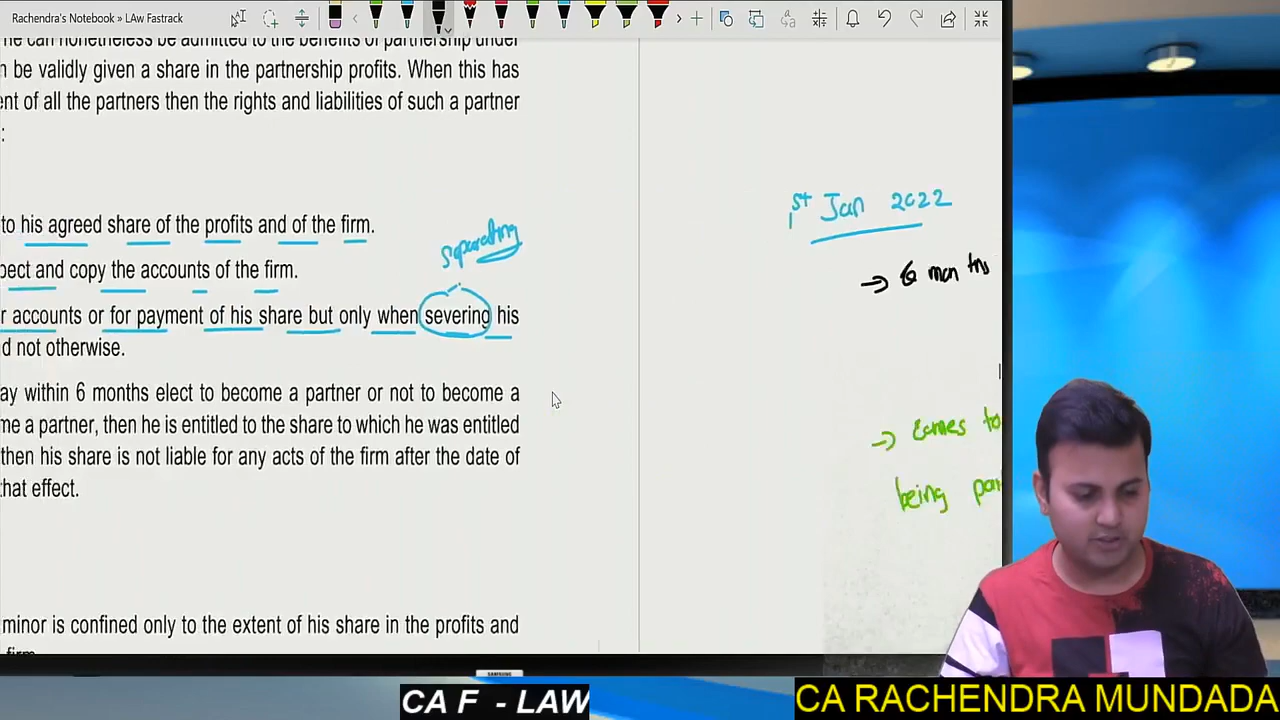 Rachendra's Notebook » LAw Fastrack
he can nonetheless be admitted to the benefits of partnership under
n be validly given a share in the partnership profits. When this has
ent of all the partners then the rights and liabilities of such a partner
:
to his agreed share of the profits and of the firm.
separating
pect and copy the accounts of the firm.
r accounts or for payment of his share but only when severing his
d not otherwise.
ay within 6 months elect to become a partner or not to become a
me a partner, then he is entitled to the share to which he was entitled
then his share is not liable for any acts of the firm after the date of
that effect.
minor is confined only to the extent of his share in the profits and
firm
1st Jan 2022
→ 6 months
→ comes to
being par
SAMSUNG
CA F - LAW
CA RACHENDRA MUNDADA